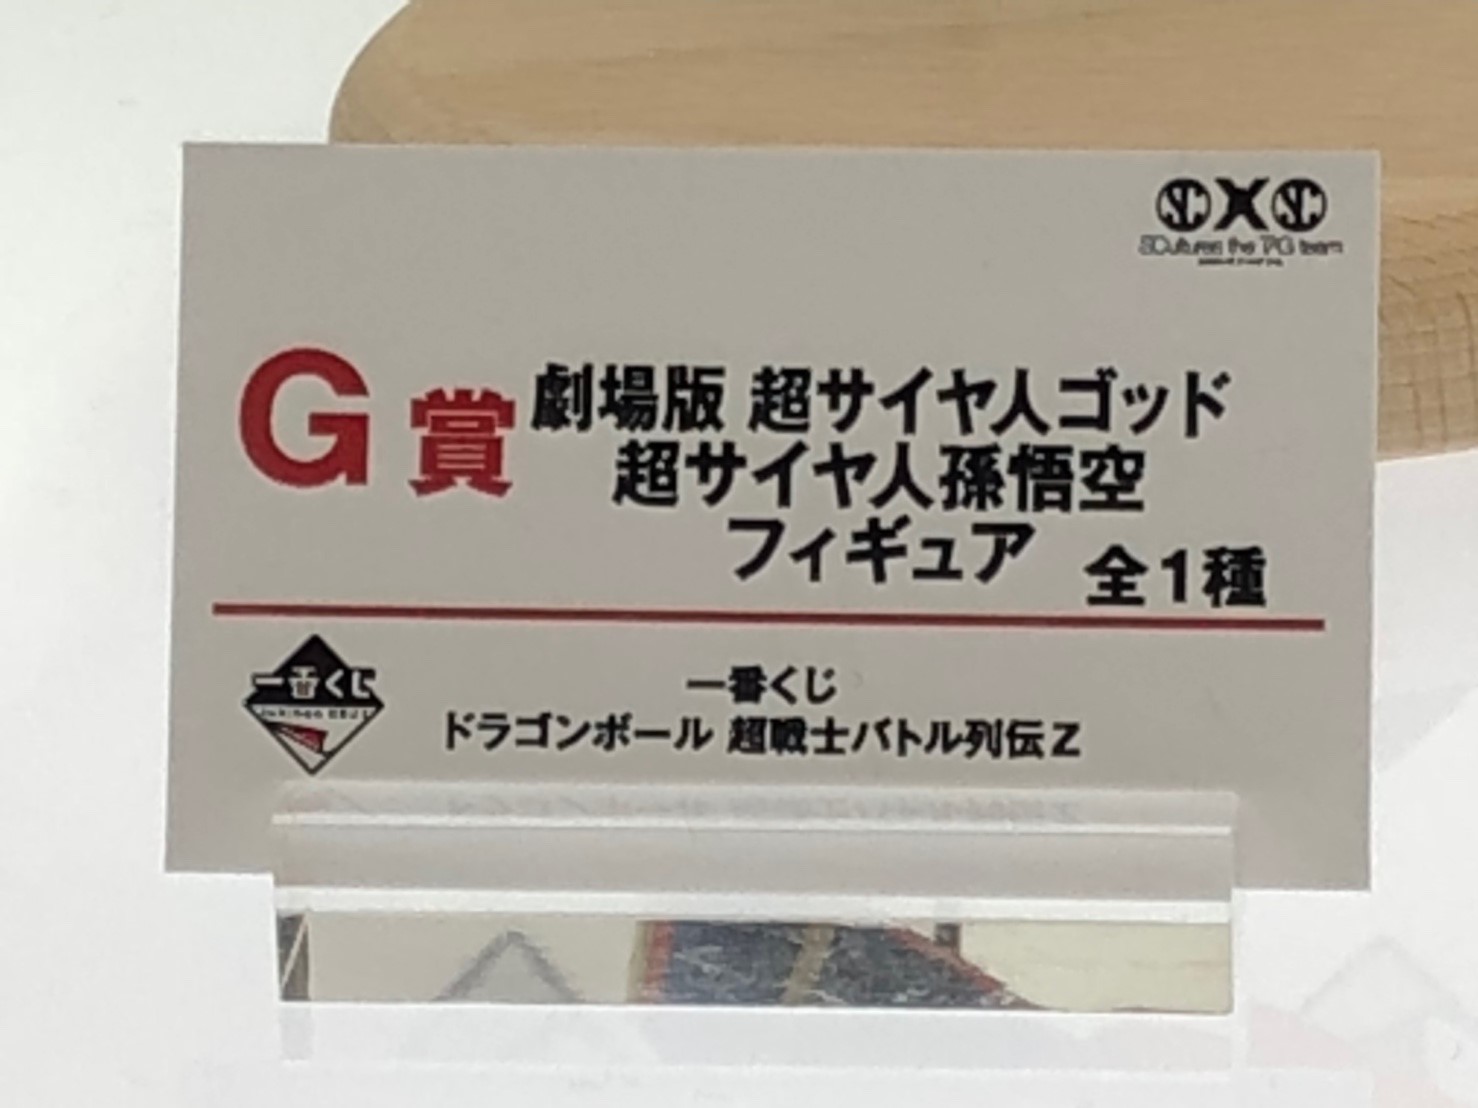 SCultures the TAG team
G賞
劇場版 超サイヤ人ゴッド
超サイヤ人孫悟空
フィギュア 全1種
一番くじ
一番くじ
ドラゴンボール 超戦士バトル列伝Z